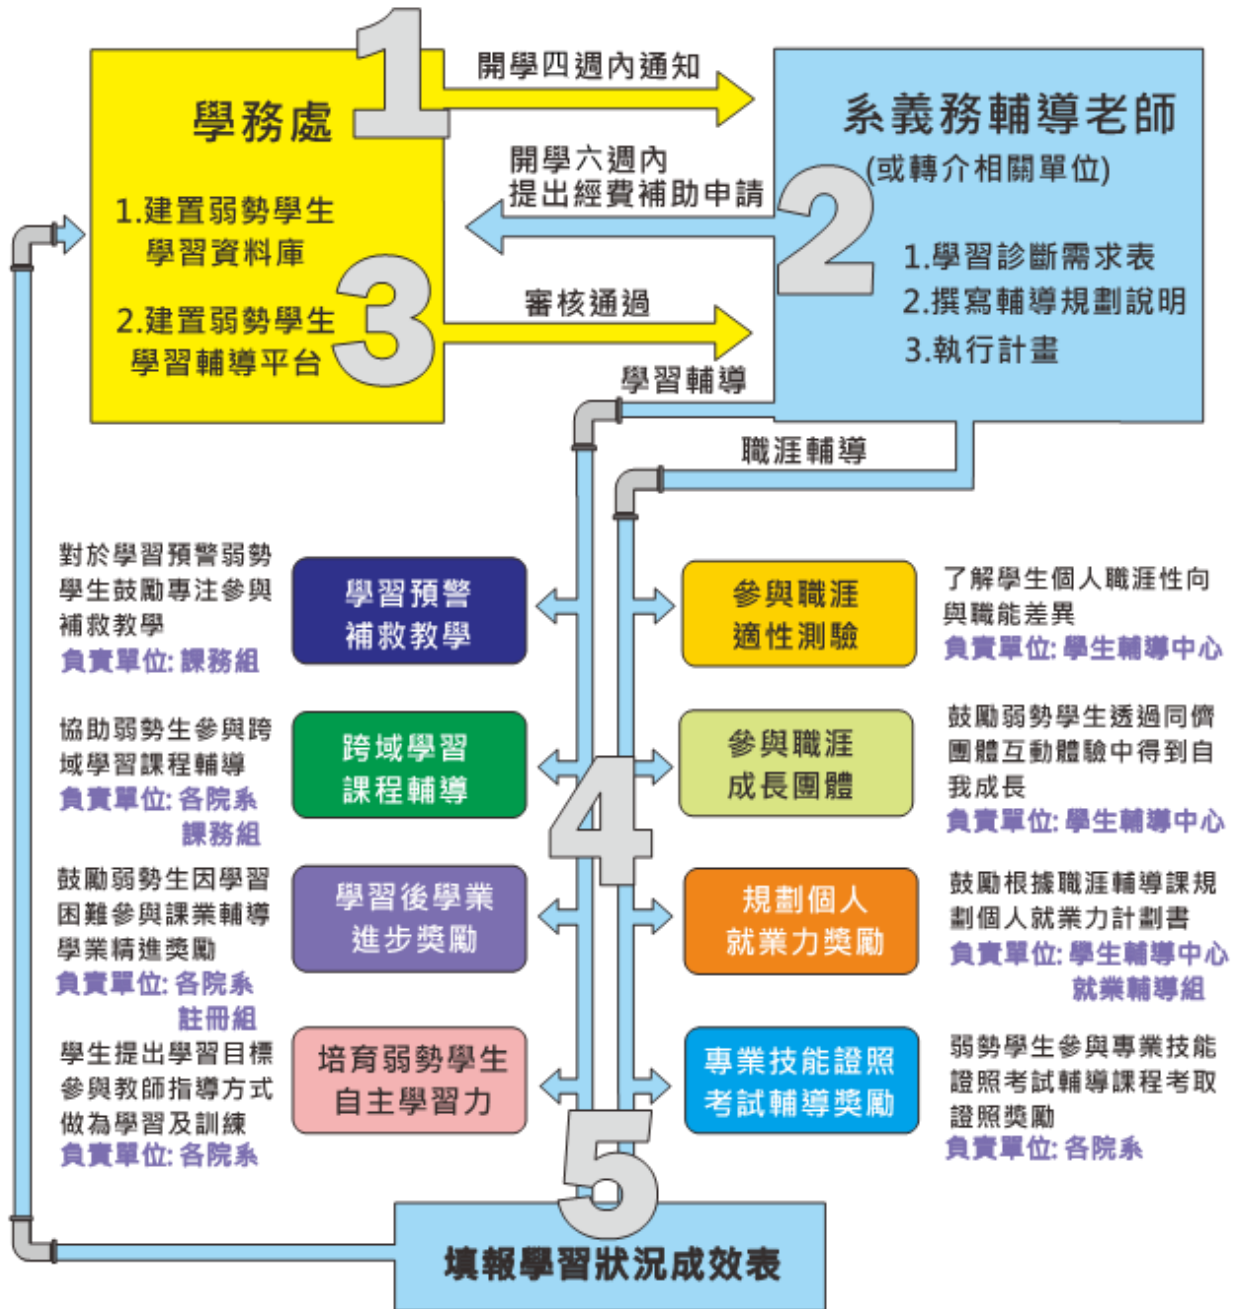 1
學務處
1.建置弱勢學生
學習資料庫
2.建置弱勢學生
學習輔導平台
3
開學四週內通知
開學六週內
提出經費補助申請
審核通過
系義務輔導老師
(或轉介相關單位)
2
1.學習診斷需求表
2.撰寫輔導規劃說明
3.執行計畫
學習輔導
職涯輔導
對於學習預警弱勢
學生鼓勵專注參與
補救教學
負責單位: 課務組
學習預警
補救教學
參與職涯
適性測驗
了解學生個人職涯性向
與職能差異
負責單位: 學生輔導中心
協助弱勢生參與跨
域學習課程輔導
負責單位: 各院系
課務組
跨域學習
課程輔導
4
參與職涯
成長團體
鼓勵弱勢學生透過同儕
團體互動體驗中得到自
我成長
負責單位: 學生輔導中心
鼓勵弱勢生因學習
困難參與課業輔導
學業精進獎勵
負責單位: 各院系
註冊組
學習後學業
進步獎勵
規劃個人
就業力獎勵
鼓勵根據職涯輔導課規
劃個人就業力計劃書
負責單位: 學生輔導中心
就業輔導組
學生提出學習目標
參與教師指導方式
做為學習及訓練
負責單位: 各院系
培育弱勢學生
自主學習力
專業技能證照
考試輔導獎勵
弱勢學生參與專業技能
證照考試輔導課程考取
證照獎勵
負責單位: 各院系
5
填報學習狀況成效表